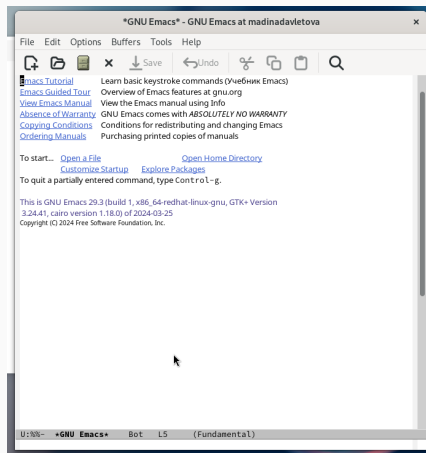 *GNU Emacs* - GNU Emacs at madinadavletova ×
File Edit Options Buffers Tools Help
Save Undo
Emacs Tutorial Learn basic keystroke commands (Учебник Emacs)
Emacs Guided Tour Overview of Emacs features at gnu.org
View Emacs Manual View the Emacs manual using Info
Absence of Warranty GNU Emacs comes with ABSOLUTELY NO WARRANTY
Copying Conditions Conditions for redistributing and changing Emacs
Ordering Manuals Purchasing printed copies of manuals
To start... Open a File Open Home Directory
Customize Startup Explore Packages
To quit a partially entered command, type Control-g.
This is GNU Emacs 29.3 (build 1, x86_64-redhat-linux-gnu, GTK+ Version
3.24.41, cairo version 1.18.0) of 2024-03-25
Copyright (C) 2024 Free Software Foundation, Inc.
U:%%- *GNU Emacs* Bot L5 (Fundamental)